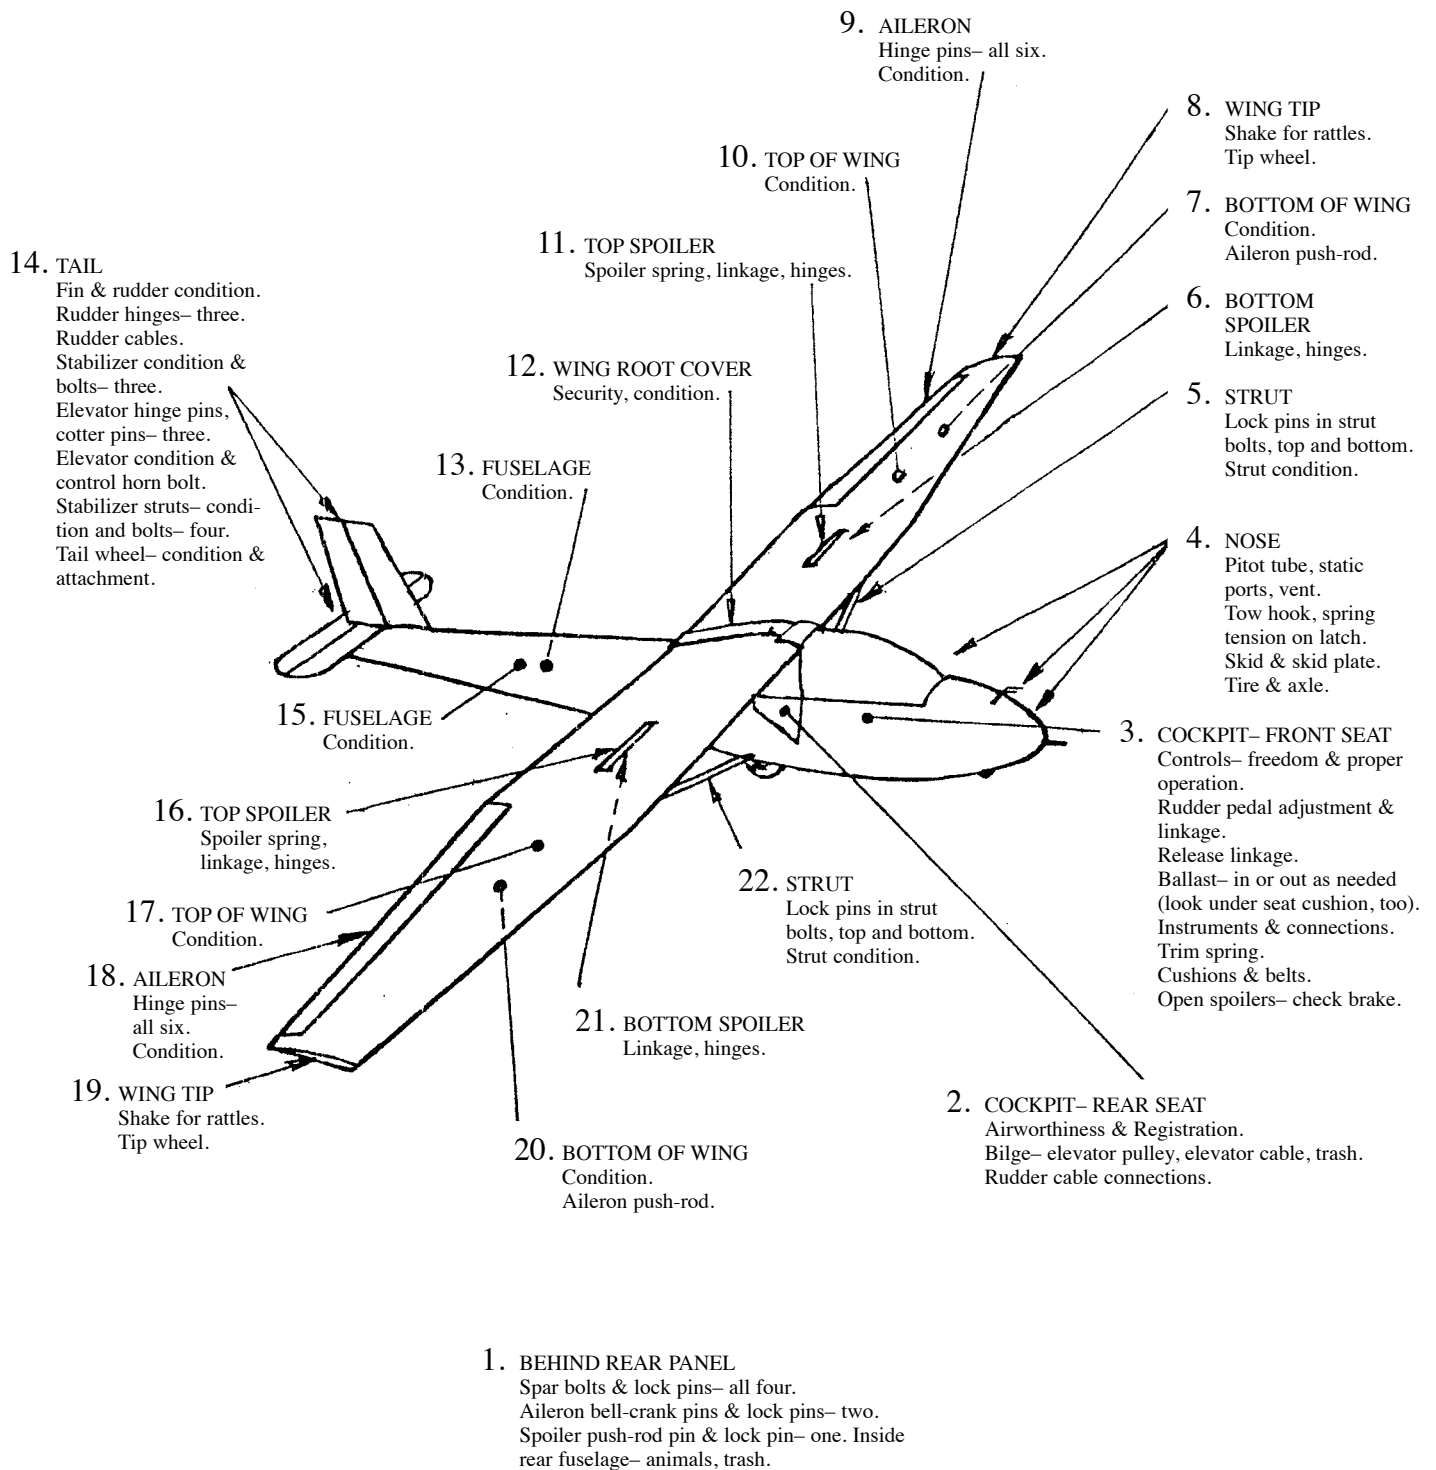 9. AILERON
Hinge pins– all six.
Condition.
8. WING TIP
Shake for rattles.
Tip wheel.
10. TOP OF WING
Condition.
7. BOTTOM OF WING
Condition.
Aileron push-rod.
11. TOP SPOILER
Spoiler spring, linkage, hinges.
14. TAIL
Fin & rudder condition.
Rudder hinges– three.
Rudder cables.
Stabilizer condition &
bolts– three.
Elevator hinge pins,
cotter pins– three.
Elevator condition &
control horn bolt.
Stabilizer struts– condi-
tion and bolts– four.
Tail wheel– condition &
attachment.
6. BOTTOM
SPOILER
Linkage, hinges.
12. WING ROOT COVER
Security, condition.
5. STRUT
Lock pins in strut
bolts, top and bottom.
Strut condition.
13. FUSELAGE
Condition.
4. NOSE
Pitot tube, static
ports, vent.
Tow hook, spring
tension on latch.
Skid & skid plate.
Tire & axle.
15. FUSELAGE
Condition.
3. COCKPIT– FRONT SEAT
Controls– freedom & proper
operation.
Rudder pedal adjustment &
linkage.
Release linkage.
Ballast– in or out as needed
(look under seat cushion, too).
Instruments & connections.
Trim spring.
Cushions & belts.
Open spoilers– check brake.
16. TOP SPOILER
Spoiler spring,
linkage, hinges.
22. STRUT
Lock pins in strut
bolts, top and bottom.
Strut condition.
17. TOP OF WING
Condition.
18. AILERON
Hinge pins–
all six.
Condition.
21. BOTTOM SPOILER
Linkage, hinges.
19. WING TIP
Shake for rattles.
Tip wheel.
2. COCKPIT– REAR SEAT
Airworthiness & Registration.
Bilge– elevator pulley, elevator cable, trash.
Rudder cable connections.
20. BOTTOM OF WING
Condition.
Aileron push-rod.
1. BEHIND REAR PANEL
Spar bolts & lock pins– all four.
Aileron bell-crank pins & lock pins– two.
Spoiler push-rod pin & lock pin– one. Inside
rear fuselage– animals, trash.